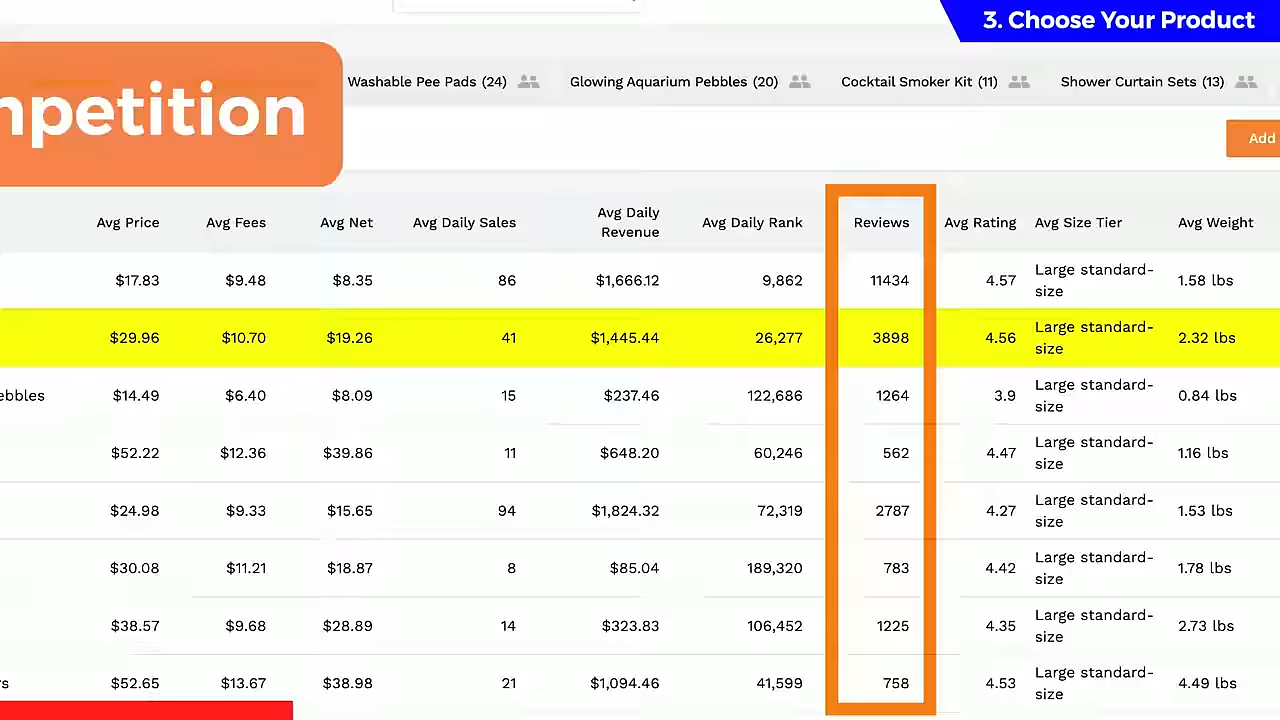 3. Choose Your Product
Washable Pee Pads (24) Glowing Aquarium Pebbles (20) Cocktail Smoker Kit (11) Shower Curtain Sets (13)
mpetition
Add
Avg Price Avg Fees Avg Net Avg Daily Sales Avg Daily Revenue Avg Daily Rank Reviews Avg Rating Avg Size Tier Avg Weight
$17.83 $9.48 $8.35 86 $1,666.12 9,862 11434 4.57 Large standard-size 1.58 lbs
$29.96 $10.70 $19.26 41 $1,445.44 26,277 3898 4.56 Large standard-size 2.32 lbs
ebbles $14.49 $6.40 $8.09 15 $237.46 122,686 1264 3.9 Large standard-size 0.84 lbs
$52.22 $12.36 $39.86 11 $648.20 60,246 562 4.47 Large standard-size 1.16 lbs
$24.98 $9.33 $15.65 94 $1,824.32 72,319 2787 4.27 Large standard-size 1.53 lbs
$30.08 $11.21 $18.87 8 $85.04 189,320 783 4.42 Large standard-size 1.78 lbs
$38.57 $9.68 $28.89 14 $323.83 106,452 1225 4.35 Large standard-size 2.73 lbs
rs $52.65 $13.67 $38.98 21 $1,094.46 41,599 758 4.53 Large standard-size 4.49 lbs